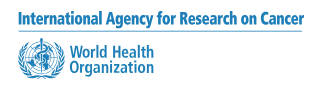 International Agency for Research on Cancer
World Health
Organization